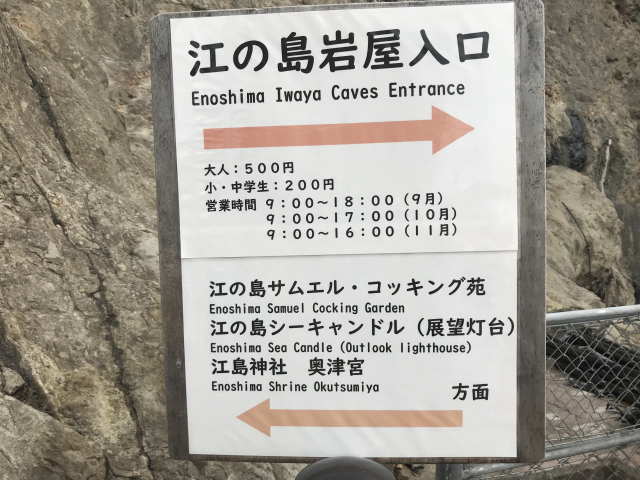 江の島岩屋入口
Enoshima Iwaya Caves Entrance
大人：５００円
小・中学生：２００円
営業時間 ９：００～１８：００（９月）
９：００～１７：００（１０月）
９：００～１６：００（１１月）
江の島サムエル・コッキング苑
Enoshima Samuel Cocking Garden
江の島シーキャンドル（展望灯台）
Enoshima Sea Candle (Outlook lighthouse)
江島神社　奥津宮
Enoshima Shrine Okutsumiya
方面